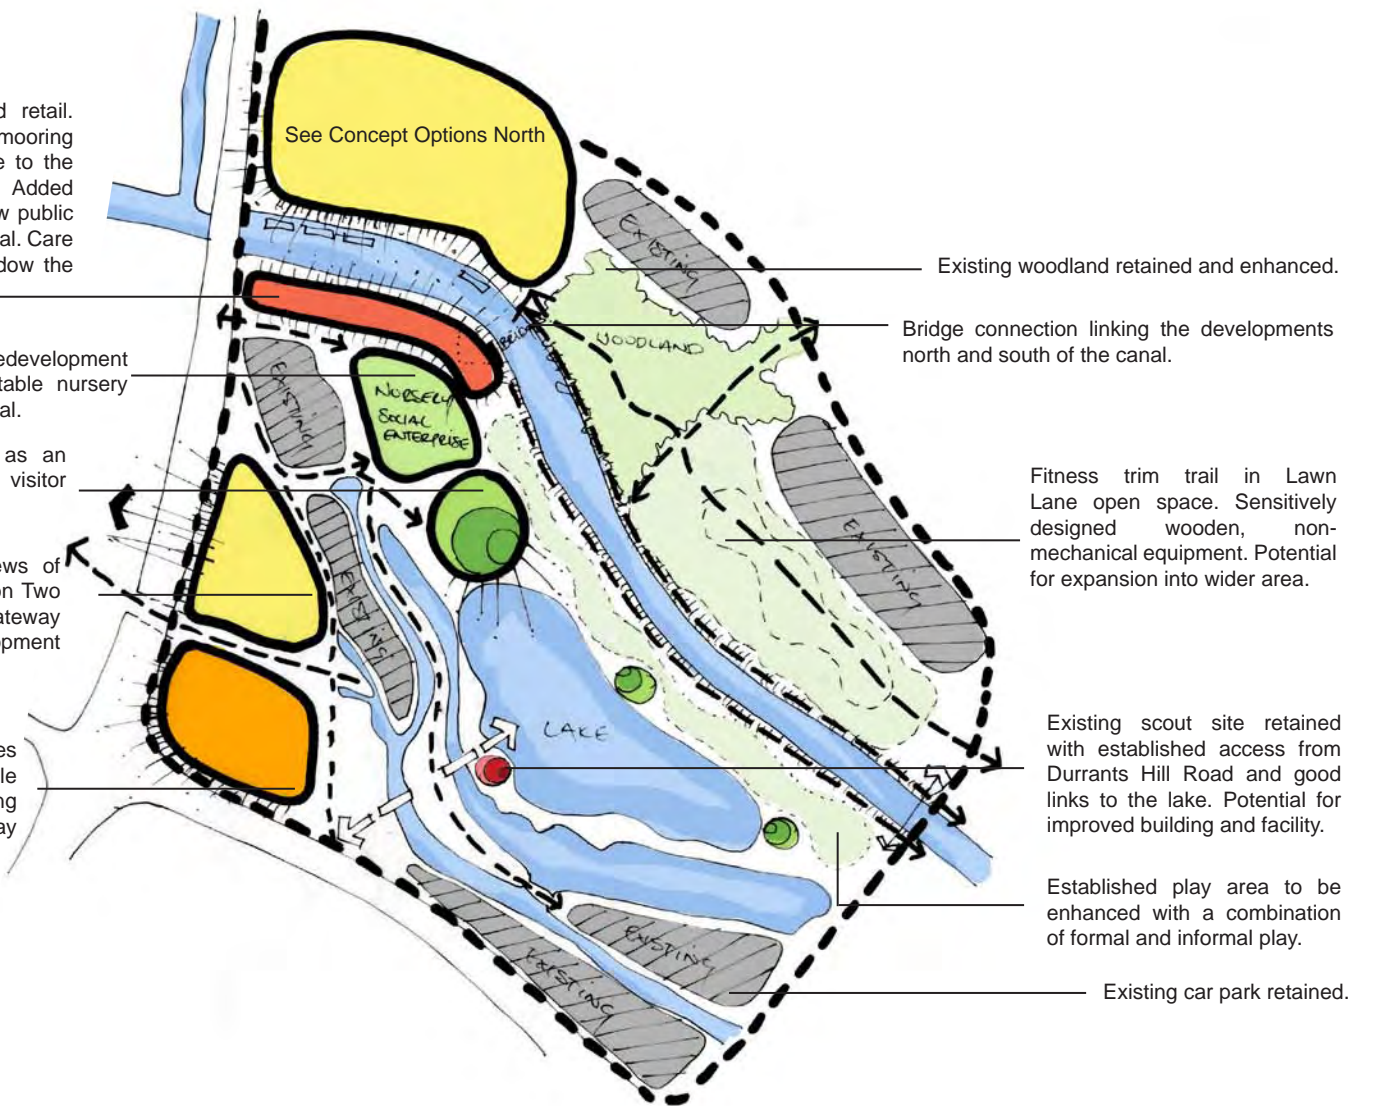 d retail.
mooring
e to the
Added
w public
al. Care
dow the
edevelopment
table nursery
al.
as an
visitor
ews of
on Two
ateway
opment
es
le
ng
ay
See Concept Options North
EXISTING
WOODLAND
BRIDGE
EXISTING
NURSERY/
SOCIAL
ENTERPRISE
EXISTING
EXISTING
LAKE
EXISTING
EXISTING
Existing woodland retained and enhanced.
Bridge connection linking the developments
north and south of the canal.
Fitness trim trail in Lawn
Lane open space. Sensitively
designed wooden, non-
mechanical equipment. Potential
for expansion into wider area.
Existing scout site retained
with established access from
Durrants Hill Road and good
links to the lake. Potential for
improved building and facility.
Established play area to be
enhanced with a combination
of formal and informal play.
Existing car park retained.